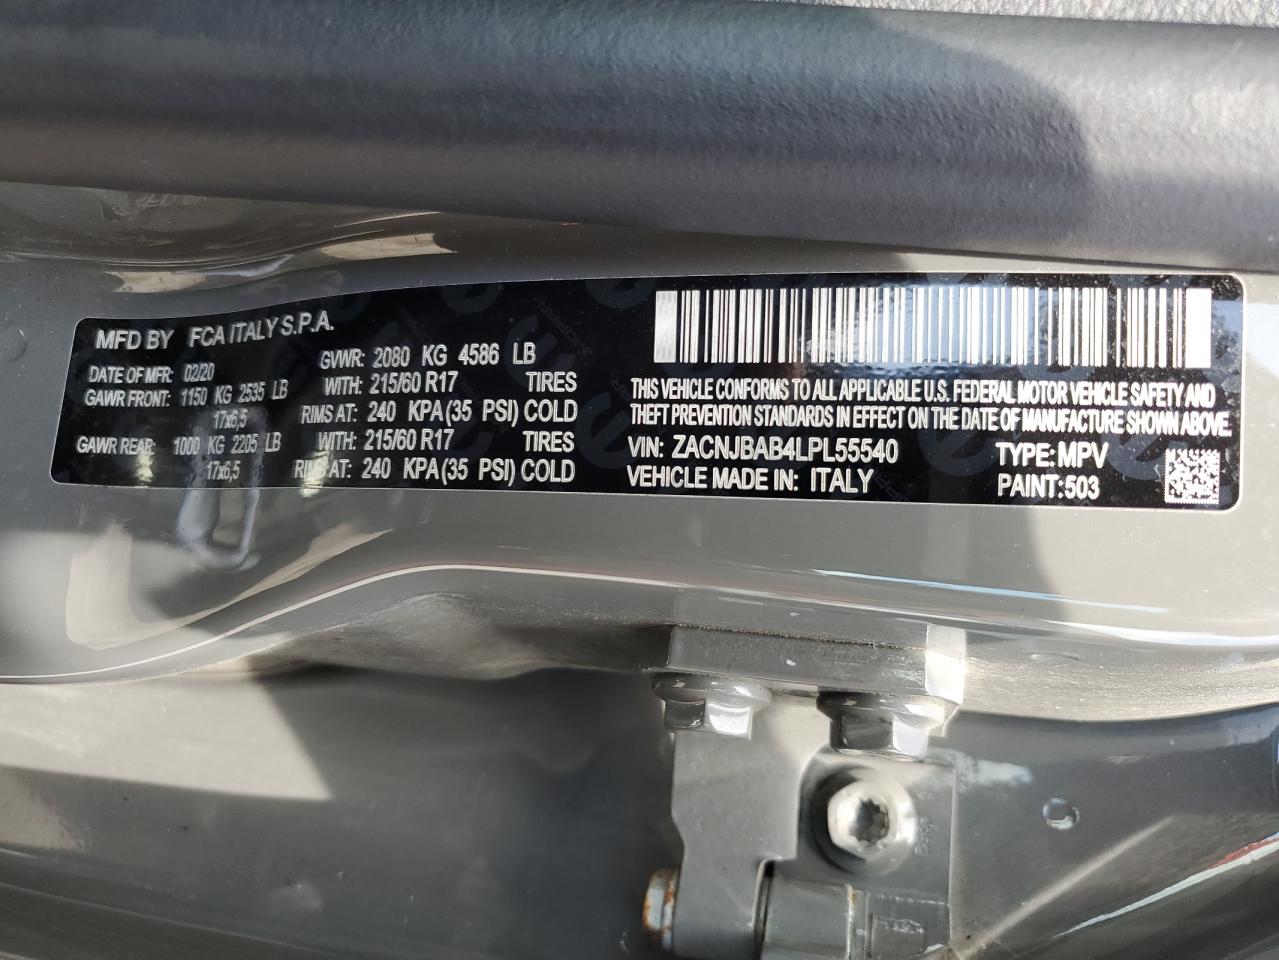 MFD BY FCA ITALY S.P.A.
DATE OF MFR: 02/20 GVWR: 2080 KG 4586 LB
GAWR FRONT: 1150 KG 2535 LB WITH: 215/60 R17 TIRES
17x6,5 RIMS AT: 240 KPA (35 PSI) COLD
GAWR REAR: 1000 KG 2205 LB WITH: 215/60 R17 TIRES
17x6,5 RIMS AT: 240 KPA (35 PSI) COLD
THIS VEHICLE CONFORMS TO ALL APPLICABLE U.S. FEDERAL MOTOR VEHICLE SAFETY AND
THEFT PREVENTION STANDARDS IN EFFECT ON THE DATE OF MANUFACTURE SHOWN ABOVE.
VIN: ZACNJBAB4LPL55540 TYPE:MPV
VEHICLE MADE IN: ITALY PAINT:503